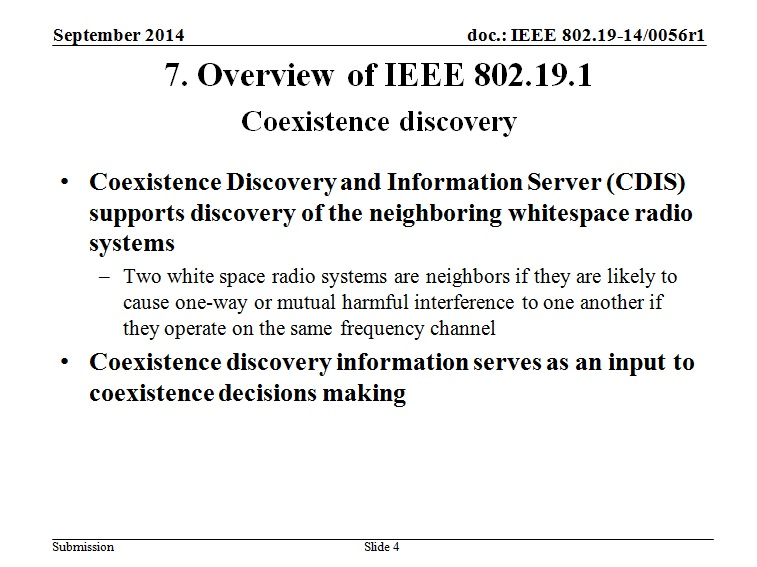 September 2014 doc.: IEEE 802.19-14/0056r1
7. Overview of IEEE 802.19.1
Coexistence discovery
• Coexistence Discovery and Information Server (CDIS)
supports discovery of the neighboring whitespace radio
systems
– Two white space radio systems are neighbors if they are likely to
cause one-way or mutual harmful interference to one another if
they operate on the same frequency channel
• Coexistence discovery information serves as an input to
coexistence decisions making
Submission Slide 4